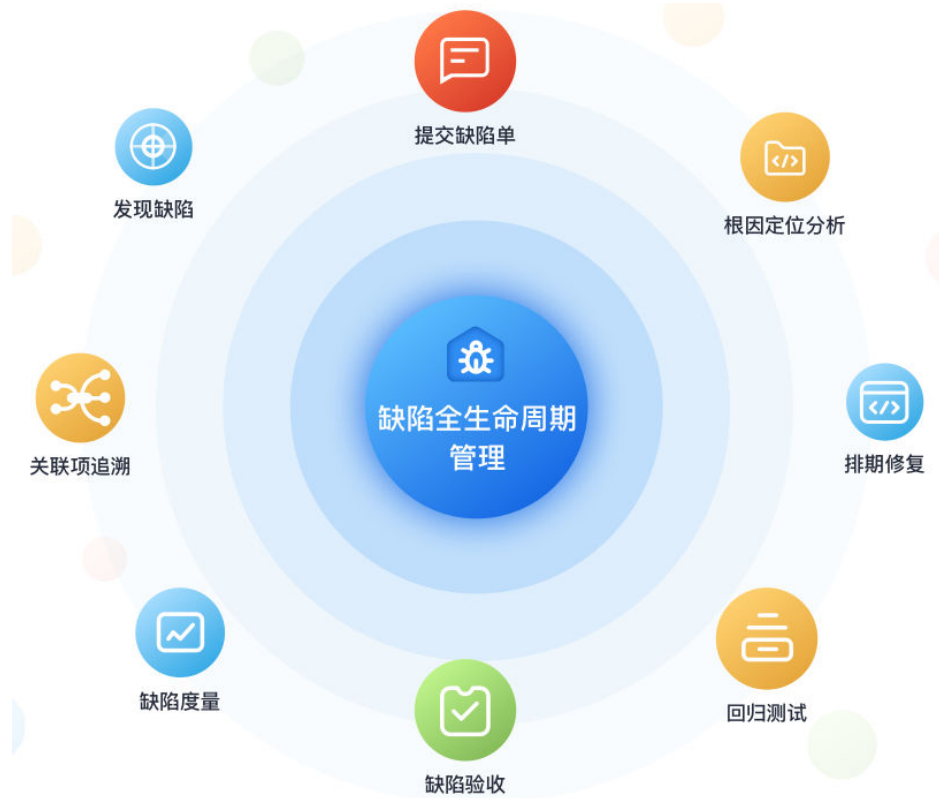 提交缺陷单
发现缺陷
根因定位分析
缺陷全生命周期
管理
关联项追溯
排期修复
缺陷度量
回归测试
缺陷验收